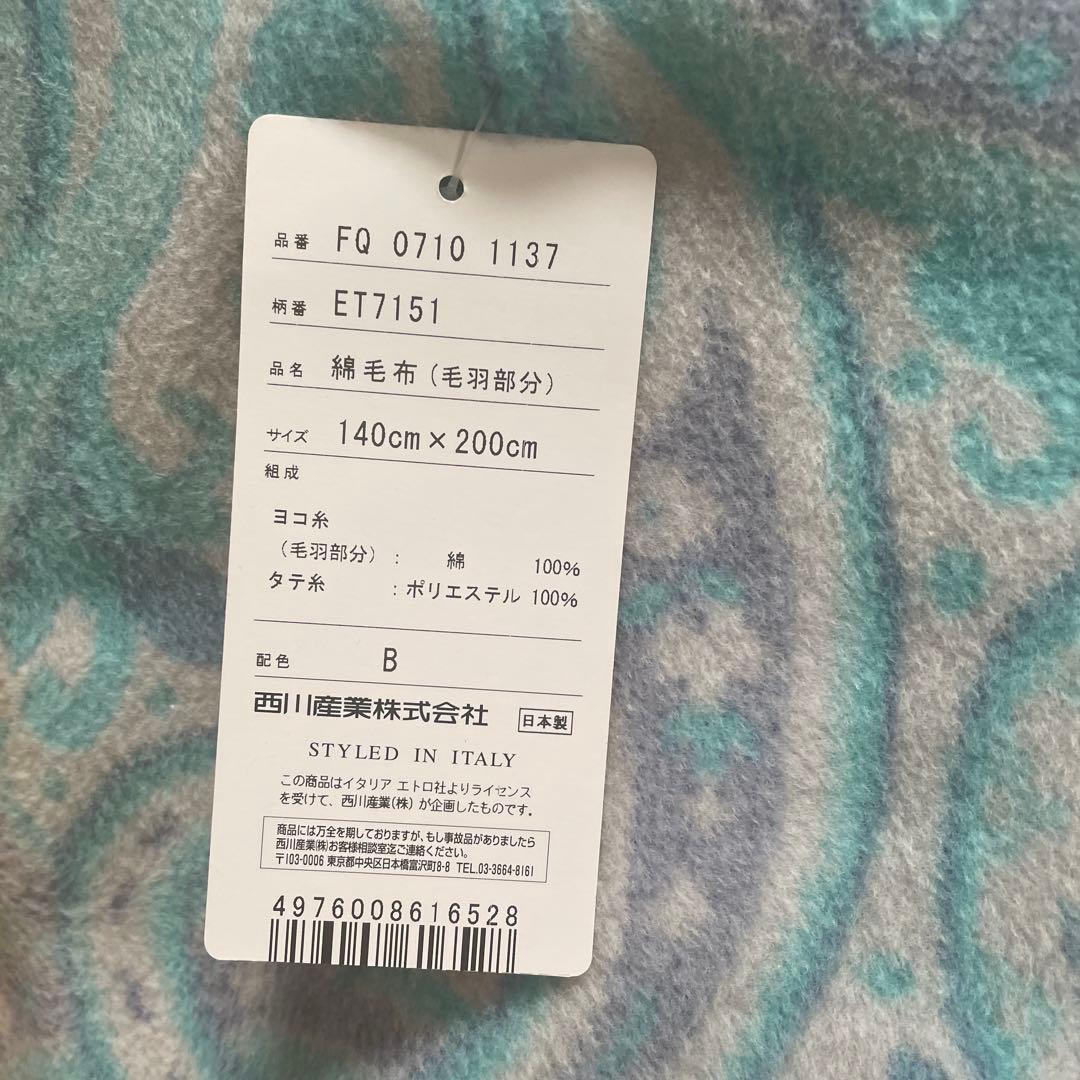 品番 FQ 0710 1137
柄番 ET7151
品名 綿毛布(毛羽部分)
サイズ 140cm×200cm
組成
ヨコ糸
(毛羽部分): 綿 100%
タテ糸 : ポリエステル 100%
配色 B
西川産業株式会社 日本製
STYLED IN ITALY
この商品はイタリア エトロ社よりライセンス
を受けて、西川産業(株)が企画したものです。
商品には万全を期しておりますが、もし事故品がありましたら
西川産業㈱お客様相談室迄ご連絡ください。
〒103-0006 東京都中央区日本橋富沢町8-8 TEL.03-3664-8161
4976008616528